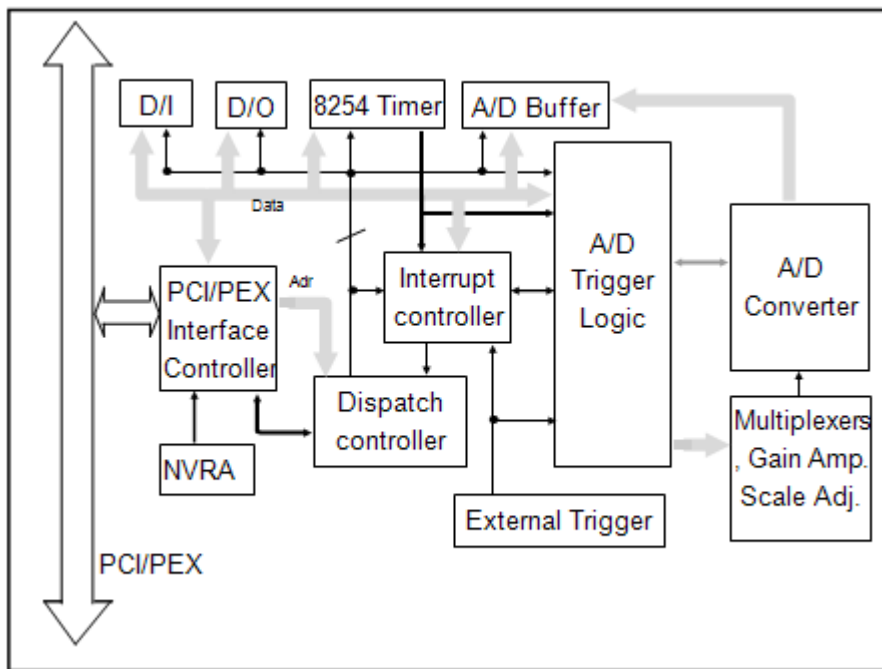 D/I
D/O
8254 Timer
A/D Buffer
Data
A/D
Trigger
Logic
A/D
Converter
Adr
PCI/PEX
Interface
Controller
Interrupt
controller
Dispatch
controller
NVRA
Multiplexers
, Gain Amp.
Scale Adj.
External Trigger
PCI/PEX